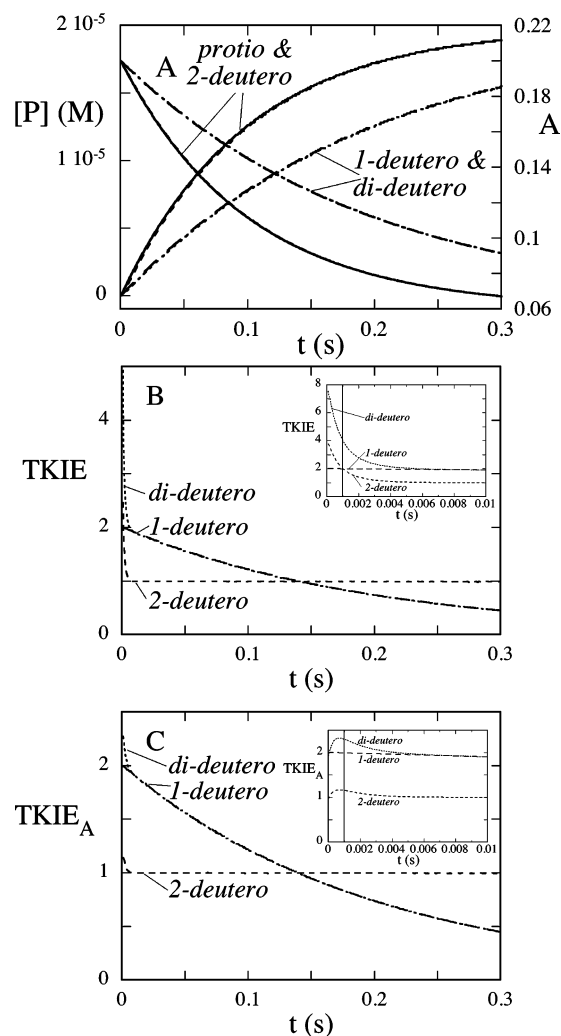 2 10⁻⁵
0.22
A
protio &
2-deutero
0.18
[P] (M)
A
1 10⁻⁵
1-deutero &
di-deutero
0.14
0.1
0
0.06
0 0.1 0.2 0.3
t (s)
B
4
TKIE
2
0
di-deutero
1-deutero
2-deutero
8
6
4
2
0
TKIE
di-deutero
1-deutero
2-deutero
0 0.002 0.004 0.006 0.008 0.01
t (s)
0 0.1 0.2 0.3
t (s)
C
2
TKIE_A
1
0
di-deutero
1-deutero
2-deutero
2
TKIE_A
1
0
di-deutero
1-deutero
2-deutero
0 0.002 0.004 0.006 0.008 0.01
t (s)
0 0.1 0.2 0.3
t (s)